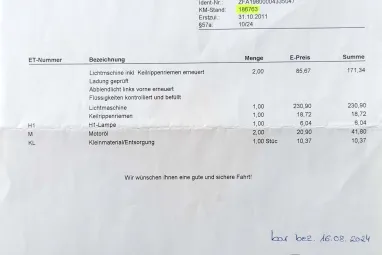 Ident-Nr. ZFA19800004335047
KM-Stand: 186763
Erstzul: 31.10.2011
§57a: 10/24
ET-Nummer Bezeichnung Menge E-Preis Summe
Lichtmaschine inkl. Keilrippenriemen erneuert 2,00 85,67 171,34
Ladung geprüft
Abblendlicht links vorne erneuert
Flüssigkeiten kontrolliert und befüllt
Lichtmaschine 1,00 230,90 230,90
Keilrippenriemen 1,00 18,72 18,72
H1 H1-Lampe 1,00 6,04 6,04
M Motoröl 2,00 20,90 41,80
KL Kleinmaterial/Entsorgung 1,00 Stüc 10,37 10,37
Wir wünschen Ihnen eine gute und sichere Fahrt!
bar bez. 16.08.2024